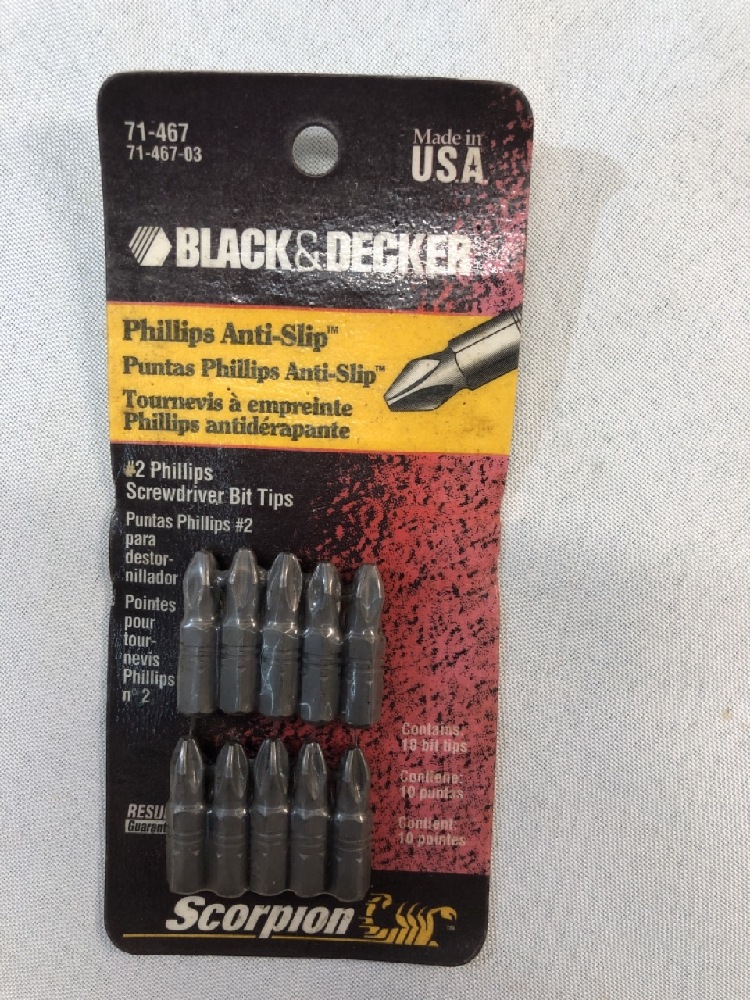 71-467
71-467-03
Made in
U.S.A.
BLACK&DECKER
Phillips Anti-Slip™
Puntas Phillips Anti-Slip™
Tournevis à empreinte
Phillips antidérapante
#2 Phillips
Screwdriver Bit Tips
Puntas Phillips #2
para
destor-
nillador
Pointes
pour
tour-
nevis
Phillips
n° 2
Contains:
10 bit tips
Contiene:
10 puntas
Contient:
10 pointes
Scorpion